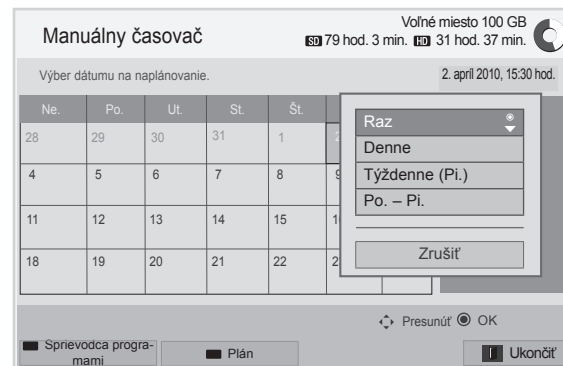 Manuálny časovač
Voľné miesto 100 GB
SD 79 hod. 3 min. HD 31 hod. 37 min.
Výber dátumu na naplánovanie.
2. apríl 2010, 15:30 hod.
Ne. Po. Ut. St. Št.
28 29 30 31 1 2
4 5 6 7 8 9
11 12 13 14 15
18 19 20 21 22
Raz
Denne
Týždenne (Pi.)
Po. – Pi.
Zrušiť
Presunúť OK
Sprievodca progra-
mami
Plán
Ukončiť